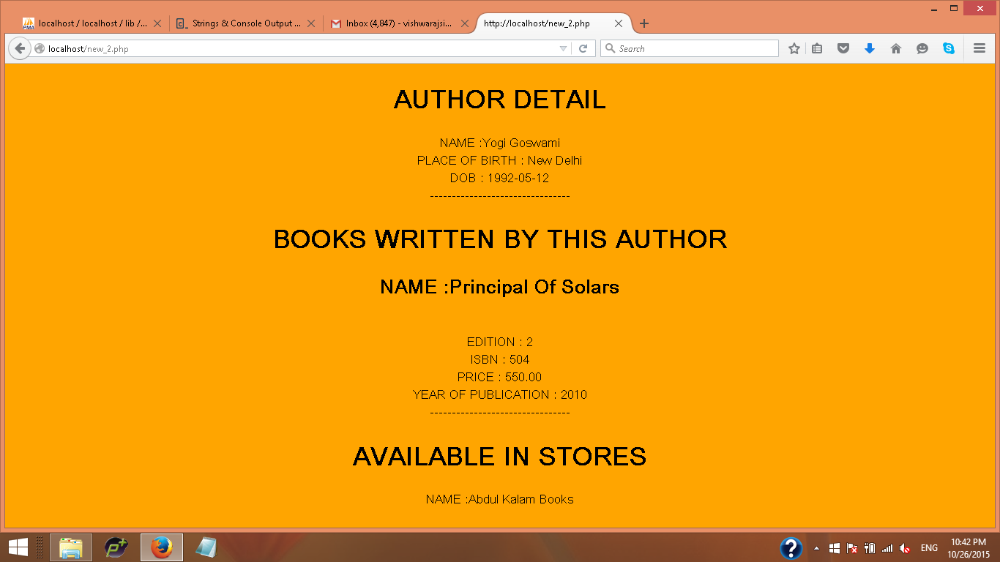 localhost / localhost / lib /...
Strings & Console Output ...
Inbox (4,847) - vishwarajsi...
http://localhost/new_2.php
localhost/new_2.php
Search
AUTHOR DETAIL
NAME :Yogi Goswami
PLACE OF BIRTH : New Delhi
DOB : 1992-05-12
--------------------------------
BOOKS WRITTEN BY THIS AUTHOR
NAME :Principal Of Solars
EDITION : 2
ISBN : 504
PRICE : 550.00
YEAR OF PUBLICATION : 2010
--------------------------------
AVAILABLE IN STORES
NAME :Abdul Kalam Books
ENG
10:42 PM
10/26/2015